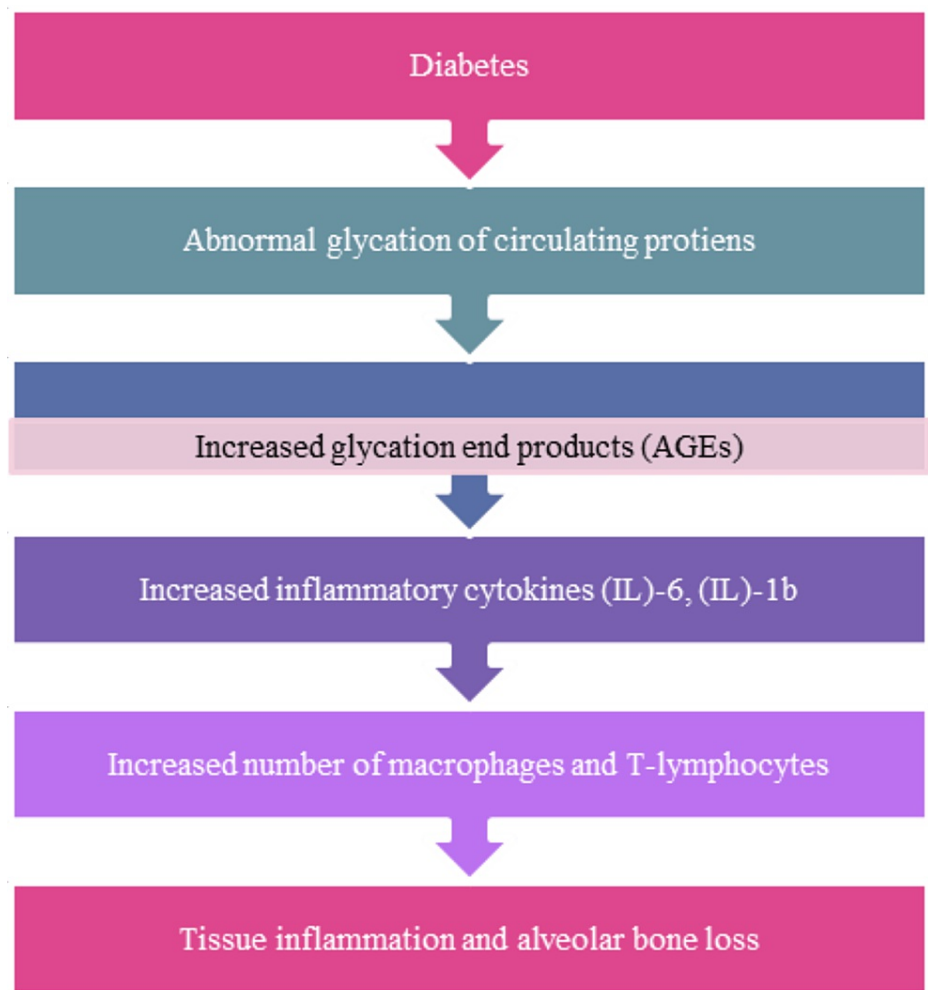 Diabetes
Abnormal glycation of circulating protiens
Increased glycation end products (AGEs)
Increased inflammatory cytokines (IL)-6, (IL)-1b
Increased number of macrophages and T-lymphocytes
Tissue inflammation and alveolar bone loss